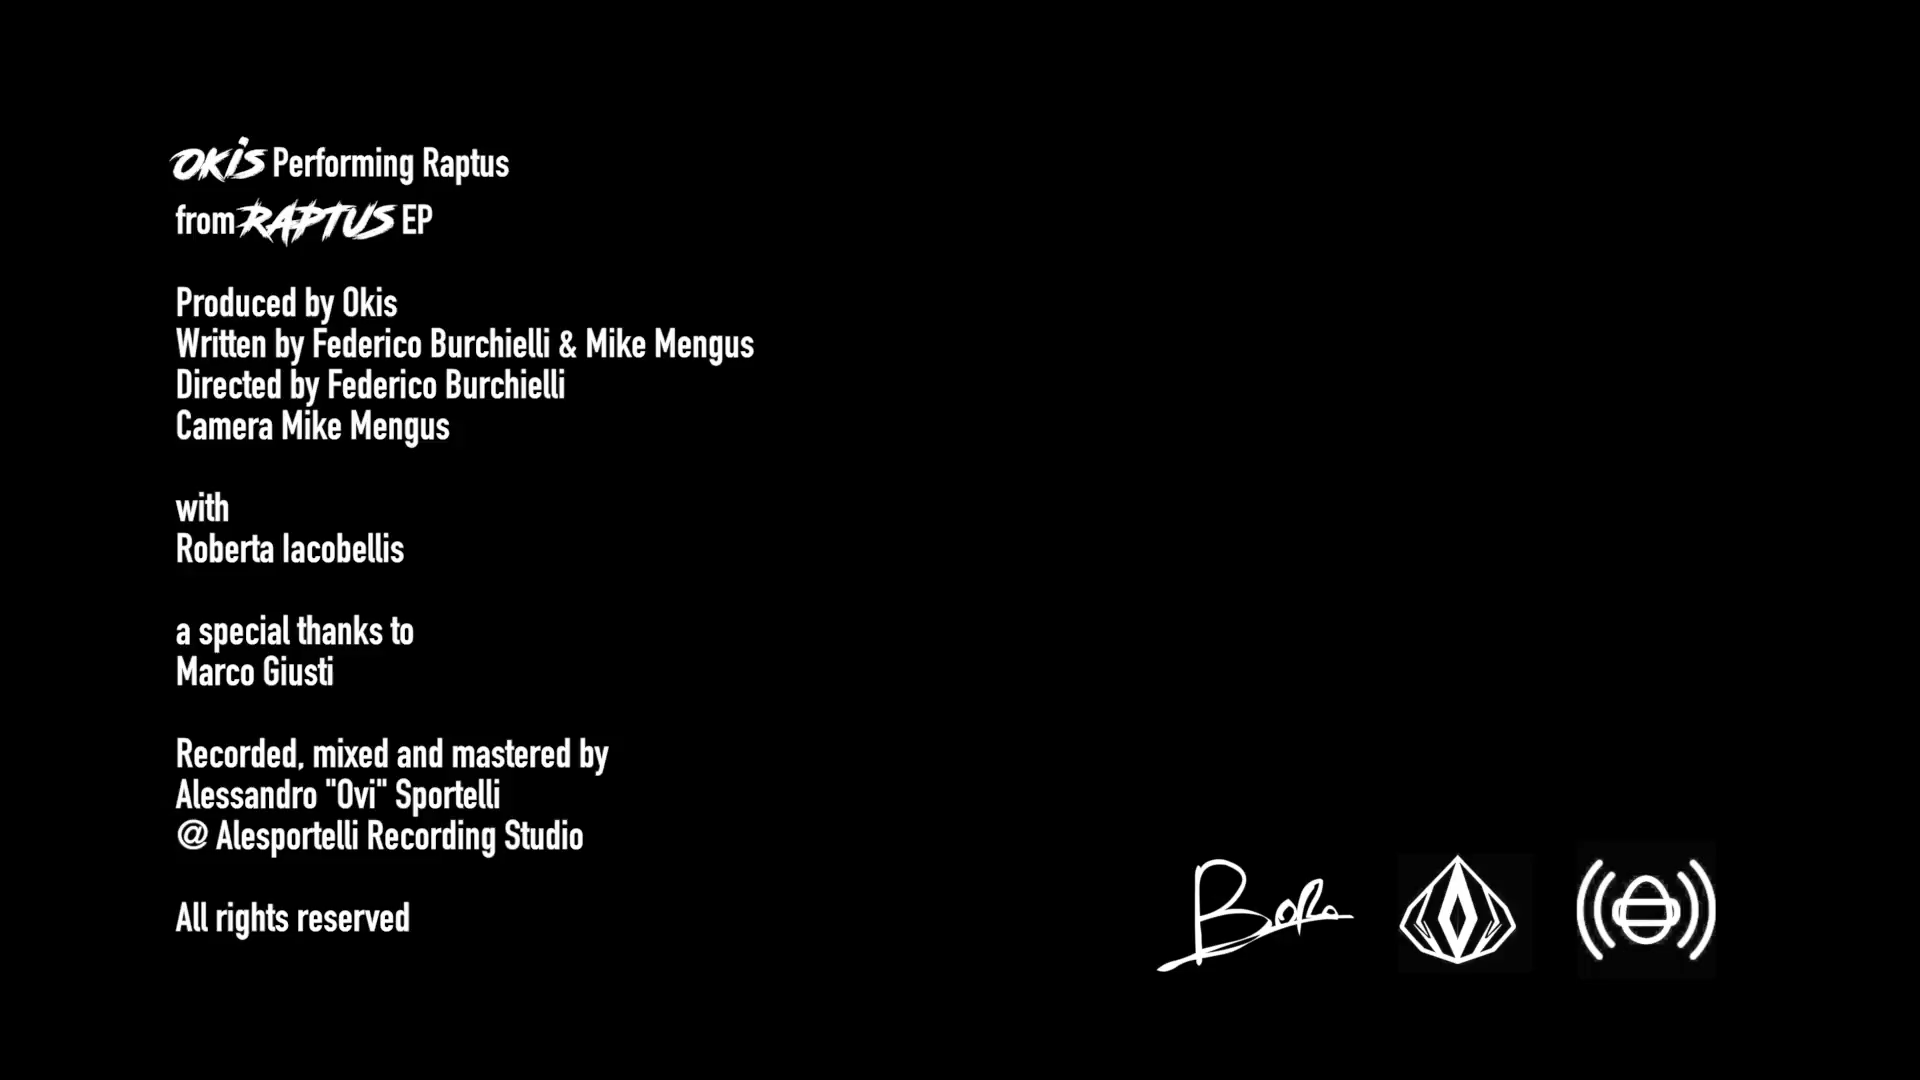 OKiS Performing Raptus
from RAPTUS EP
Produced by Okis
Written by Federico Burchielli & Mike Mengus
Directed by Federico Burchielli
Camera Mike Mengus
with
Roberta Iacobellis
a special thanks to
Marco Giusti
Recorded, mixed and mastered by
Alessandro "Ovi" Sportelli
@ Alesportelli Recording Studio
All rights reserved